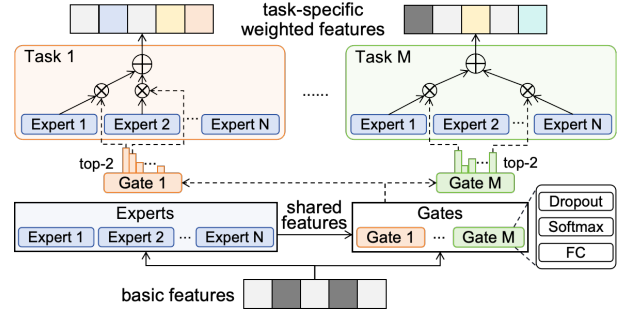 task-specific
weighted features
Task 1
Task M
......
Expert 1 Expert 2 ... Expert N
Expert 1 Expert 2 ... Expert N
top-2
...
Gate 1
...
top-2
Gate M
Experts
Expert 1 Expert 2 ... Expert N
shared
features
Gates
Gate 1 ... Gate M
Dropout
Softmax
FC
basic features